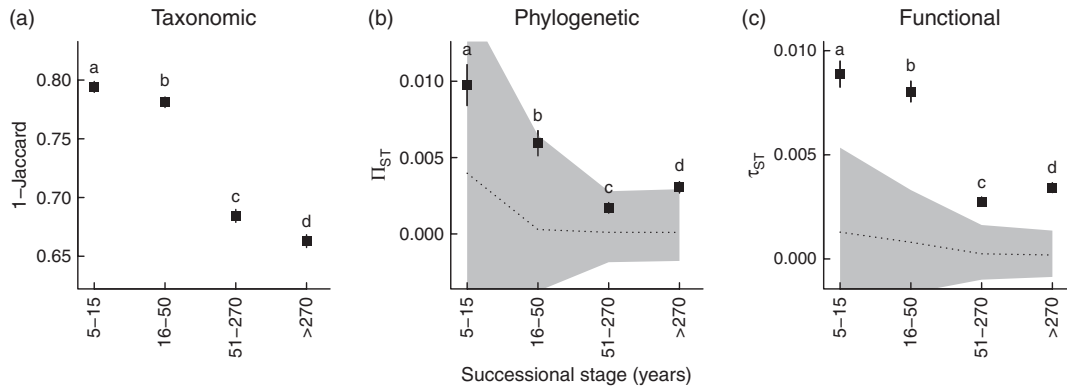 (a) Taxonomic
1−Jaccard
0.80
0.75
0.70
0.65
a
b
c
d
5−15
16−50
51−270
>270
(b) Phylogenetic
ΠST
0.010
0.005
0.000
a
b
c
d
5−15
16−50
51−270
>270
(c) Functional
τST
0.010
0.005
0.000
a
b
c
d
5−15
16−50
51−270
>270
Successional stage (years)